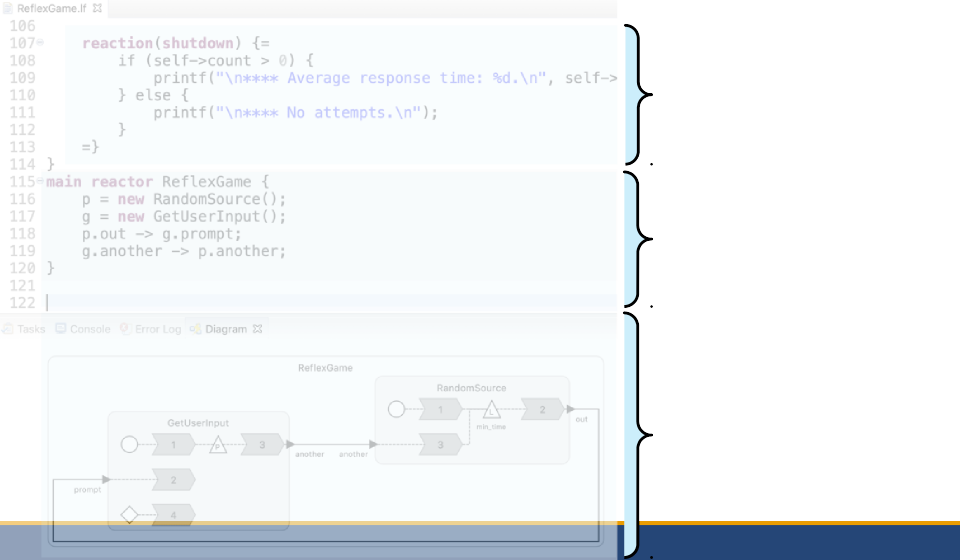 ReflexGame.lf
106
107 reaction(shutdown) {=
108 if (self->count > 0) {
109 printf("\n**** Average response time: %d.\n", self->
110 } else {
111 printf("\n**** No attempts.\n");
112 }
113 =}
114 }
115 main reactor ReflexGame {
116 p = new RandomSource();
117 g = new GetUserInput();
118 p.out -> g.prompt;
119 g.another -> p.another;
120 }
121
122
Tasks Console Error Log Diagram
ReflexGame
RandomSource
1 L 2
out
min_time
3
GetUserInput
1 P 3
another another
2
prompt
4